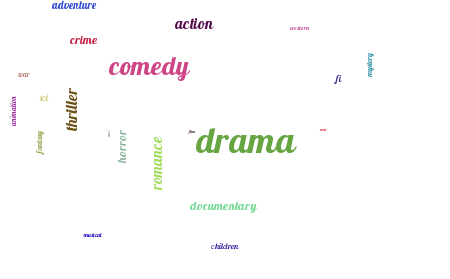 adventure
action
western
crime
comedy
mystery
war
fi
sci
thriller
animation
fantasy
horror
film
drama
romance
documentary
musical
children